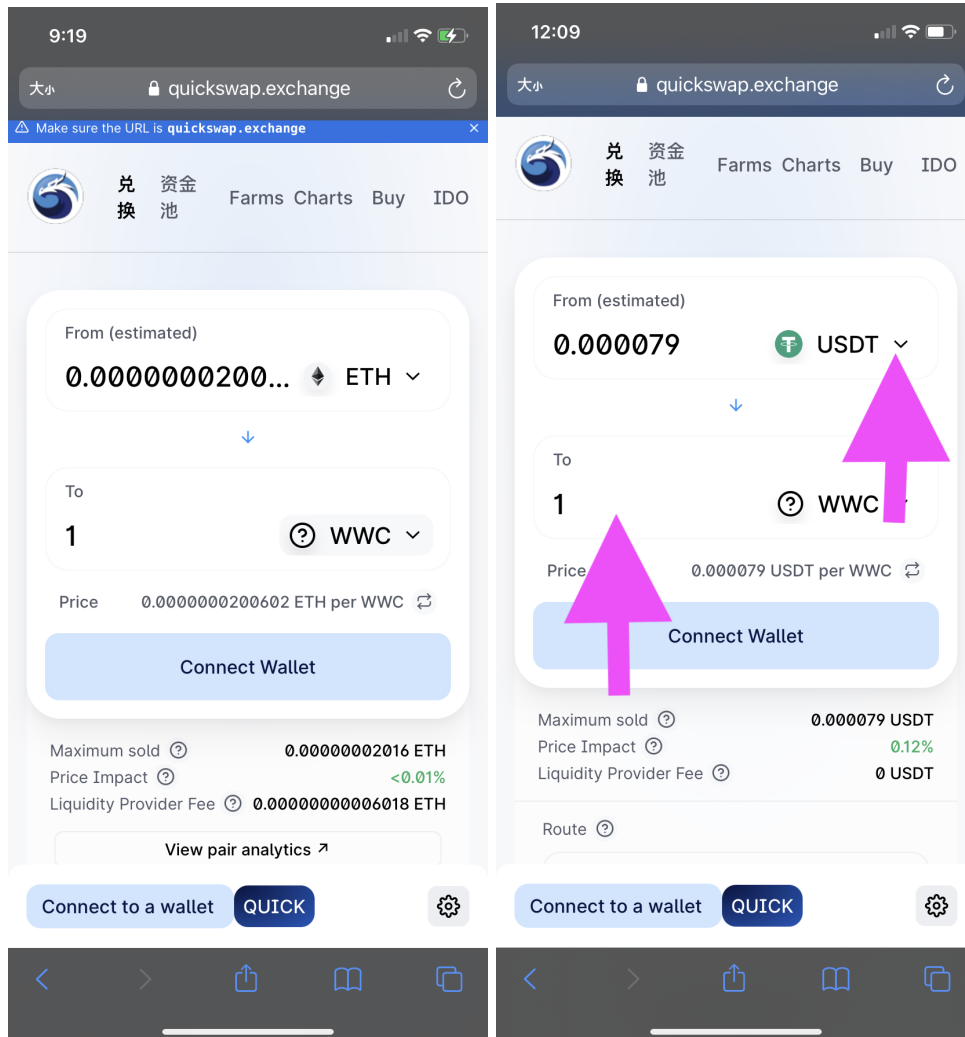 9:19
大小
quickswap.exchange
Make sure the URL is quickswap.exchange
兑换
资金池
Farms
Charts
Buy
IDO
From (estimated)
0.0000000200...
ETH
To
1
WWC
Price
0.0000000200602 ETH per WWC
Connect Wallet
Maximum sold
0.00000002016 ETH
Price Impact
<0.01%
Liquidity Provider Fee
0.00000000006018 ETH
View pair analytics ↗
Connect to a wallet
QUICK
12:09
大小
quickswap.exchange
兑换
资金池
Farms
Charts
Buy
IDO
From (estimated)
0.000079
USDT
To
1
WWC
Price
0.000079 USDT per WWC
Connect Wallet
Maximum sold
0.000079 USDT
Price Impact
0.12%
Liquidity Provider Fee
0 USDT
Route
Connect to a wallet
QUICK